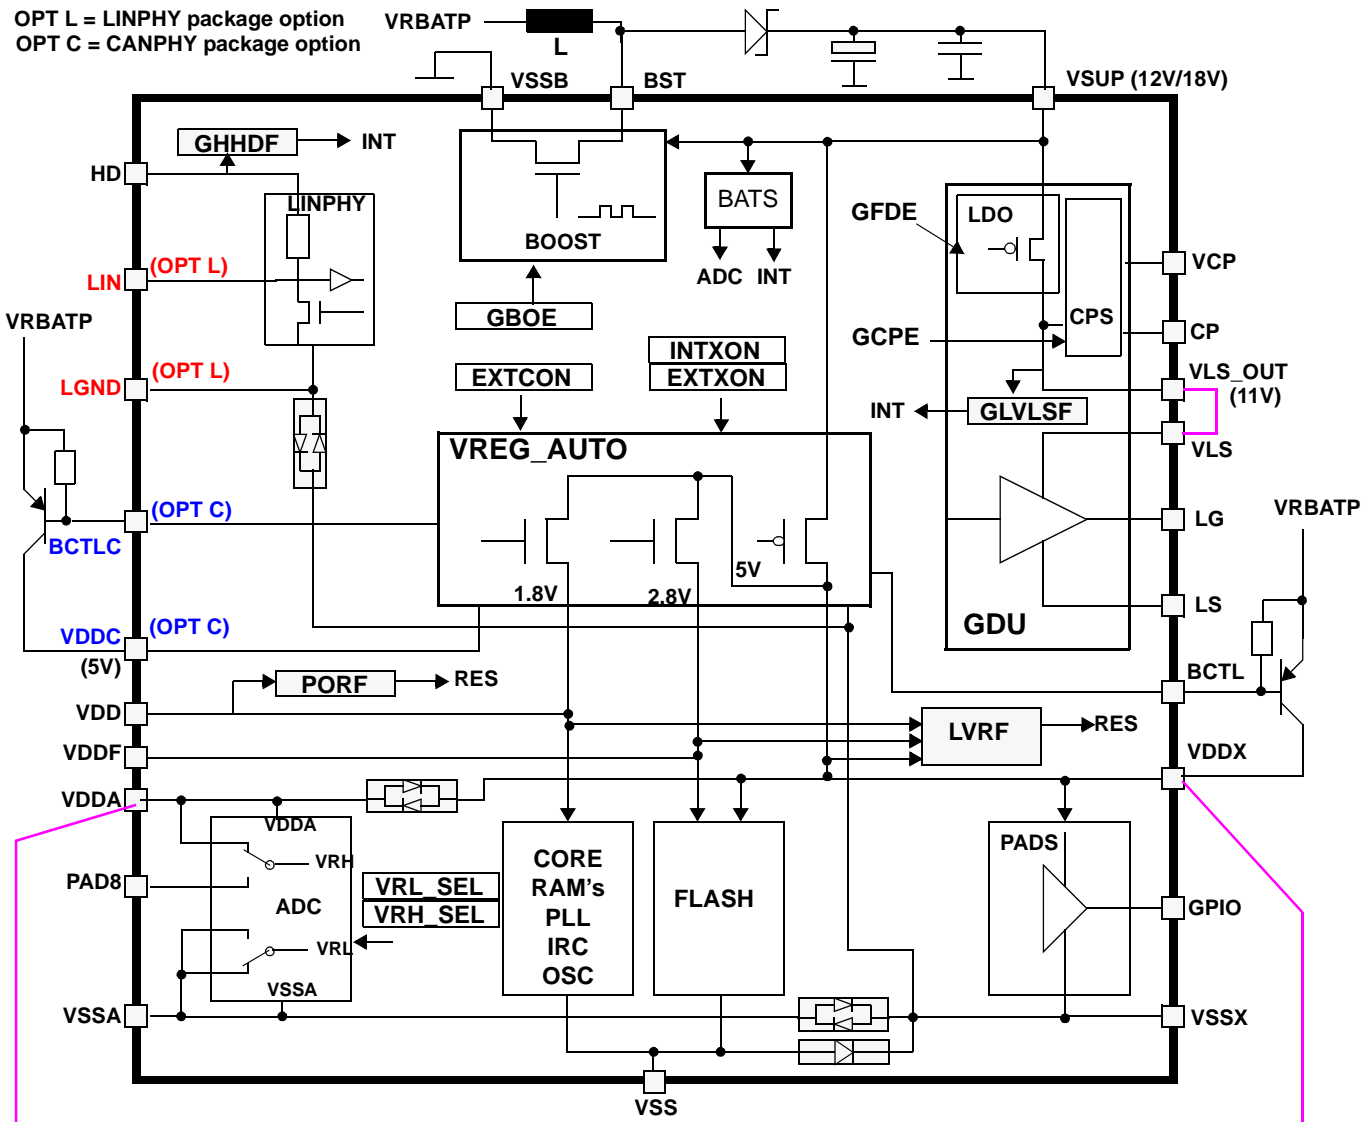 OPT L = LINPHY package option
OPT C = CANPHY package option
VRBATP
L
VSSB
BST
VSUP (12V/18V)
GHHDF
INT
HD
LINPHY
BOOST
BATS
ADC
INT
GFDE
LDO
CPS
VCP
(OPT L)
LIN
GBOE
GCPE
CP
VRBATP
INTXON
EXTCON
EXTXON
(OPT L)
LGND
VLS_OUT
(11V)
INT
GLVLSF
VLS
VREG_AUTO
(OPT C)
BCTLC
LG
VRBATP
5V
1.8V
2.8V
LS
GDU
(OPT C)
VDDC
(5V)
PORF
RES
BCTL
VDD
LVRF
RES
VDDF
VDDX
VDDA
VDDA
VRH
PAD8
ADC
VRL_SEL
VRH_SEL
VRL
VSSA
CORE
RAM's
PLL
IRC
OSC
FLASH
PADS
GPIO
VSSA
VSSX
VSS